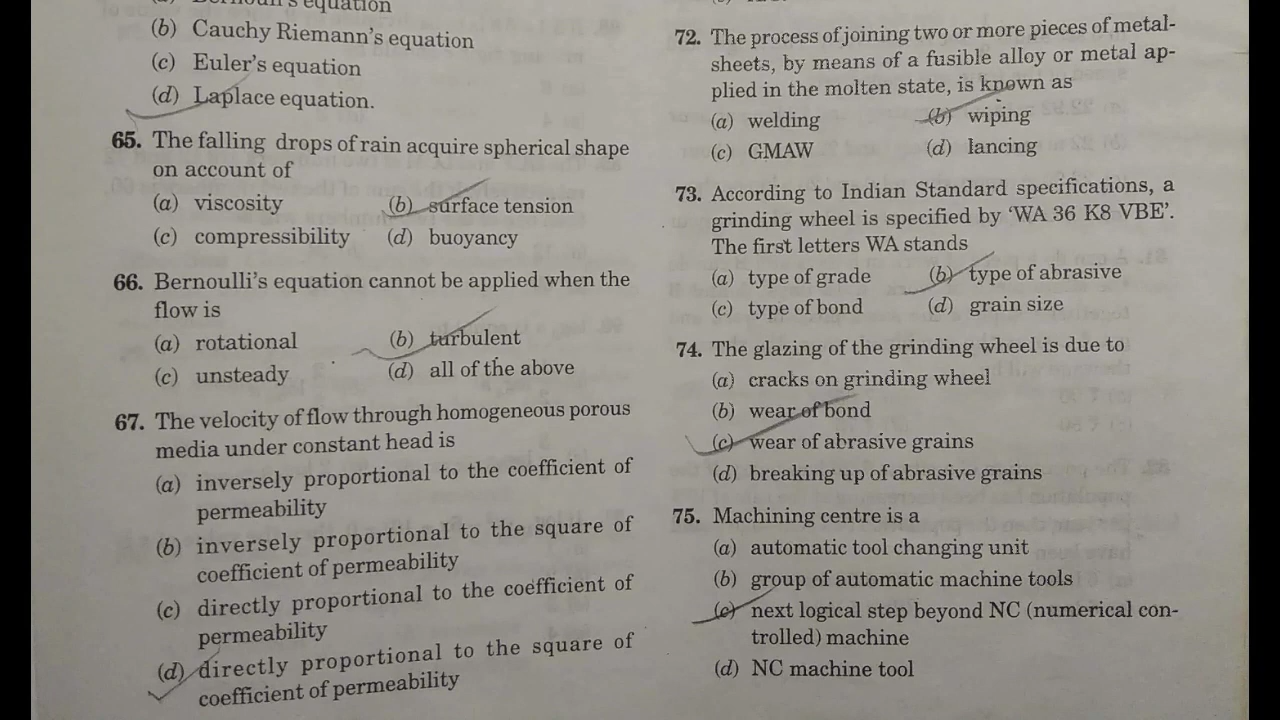 equation
(b) Cauchy Riemann's equation
(c) Euler's equation
(d) Laplace equation.
65. The falling drops of rain acquire spherical shape
on account of
(a) viscosity (b) surface tension
(c) compressibility (d) buoyancy
66. Bernoulli's equation cannot be applied when the
flow is
(a) rotational (b) turbulent
(c) unsteady (d) all of the above
67. The velocity of flow through homogeneous porous
media under constant head is
(a) inversely proportional to the coefficient of
permeability
(b) inversely proportional to the square of
coefficient of permeability
(c) directly proportional to the coefficient of
permeability
(d) directly proportional to the square of
coefficient of permeability
72. The process of joining two or more pieces of metal-
sheets, by means of a fusible alloy or metal ap-
plied in the molten state, is known as
(a) welding (b) wiping
(c) GMAW (d) lancing
73. According to Indian Standard specifications, a
grinding wheel is specified by 'WA 36 K8 VBE'.
The first letters WA stands
(a) type of grade (b) type of abrasive
(c) type of bond (d) grain size
74. The glazing of the grinding wheel is due to
(a) cracks on grinding wheel
(b) wear of bond
(c) wear of abrasive grains
(d) breaking up of abrasive grains
75. Machining centre is a
(a) automatic tool changing unit
(b) group of automatic machine tools
(c) next logical step beyond NC (numerical con-
trolled) machine
(d) NC machine tool